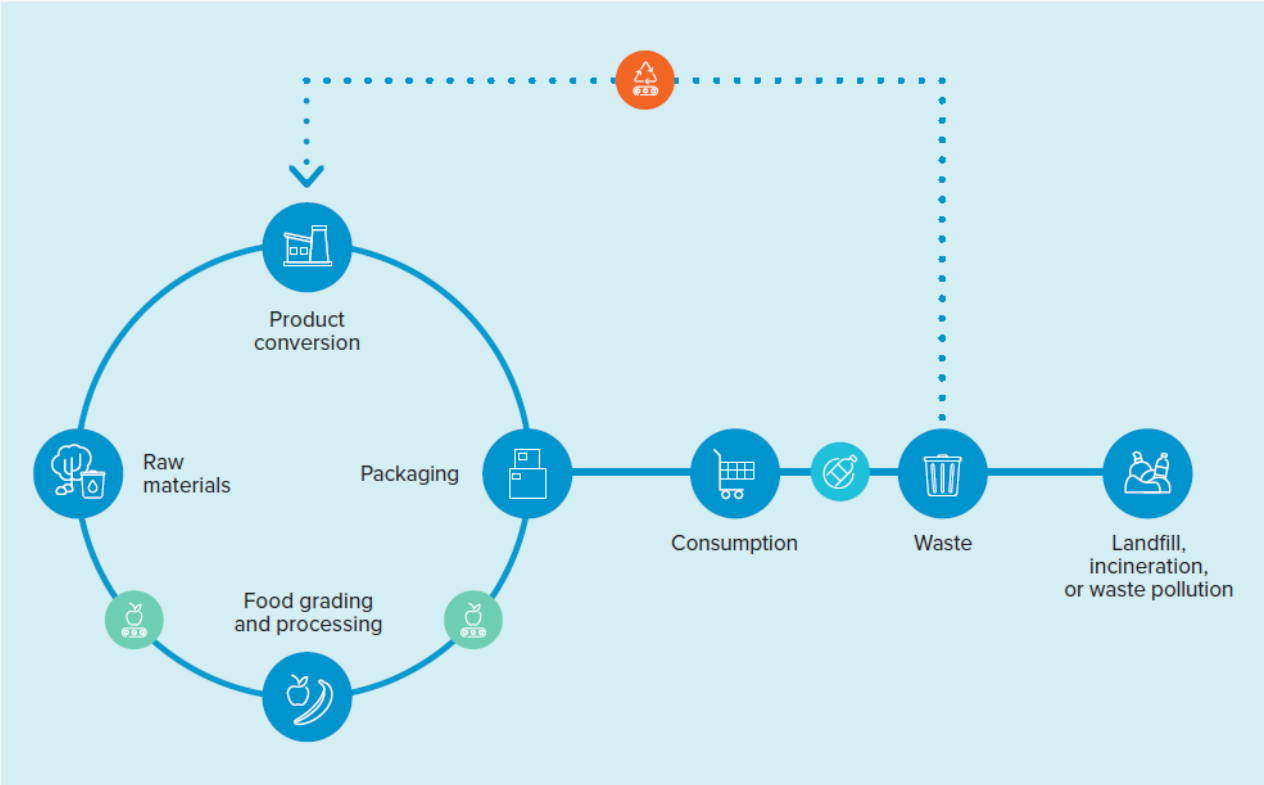 Product
conversion
Raw
materials
Packaging
Food grading
and processing
Consumption
Waste
Landfill,
incineration,
or waste pollution